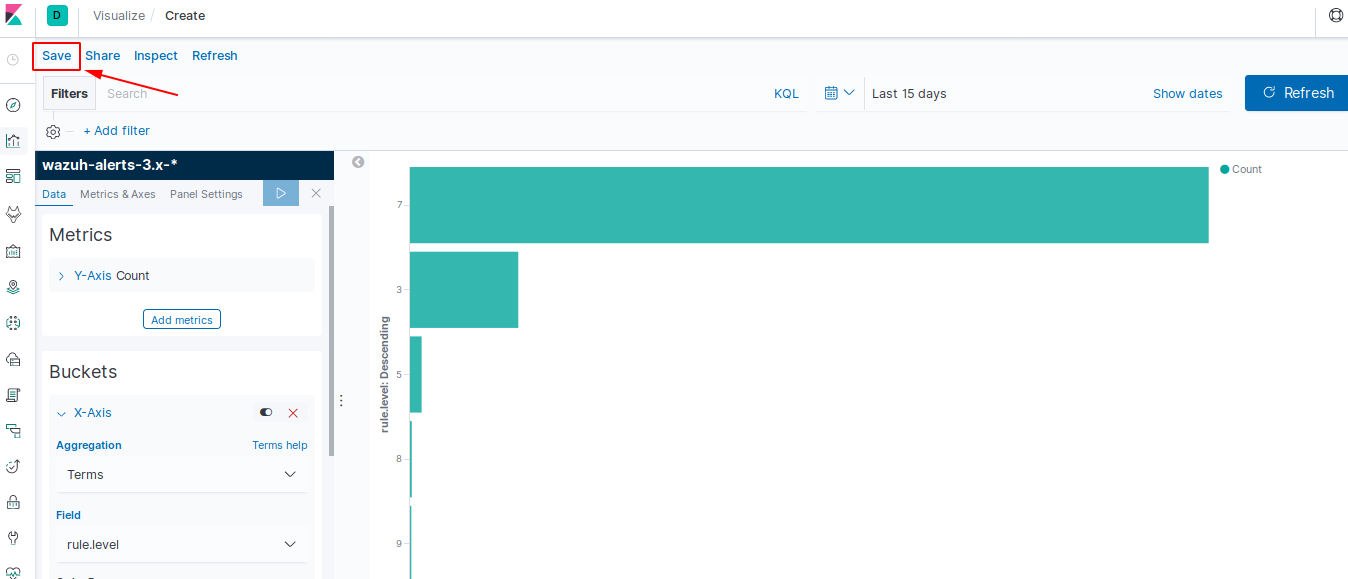 D Visualize / Create
Save Share Inspect Refresh
Filters Search KQL Last 15 days Show dates Refresh
+ Add filter
wazuh-alerts-3.x-*
Data Metrics & Axes Panel Settings
Metrics
Y-Axis Count
Add metrics
Buckets
X-Axis
Aggregation Terms help
Terms
Field
rule.level
rule.level: Descending
7
3
5
8
9
Count